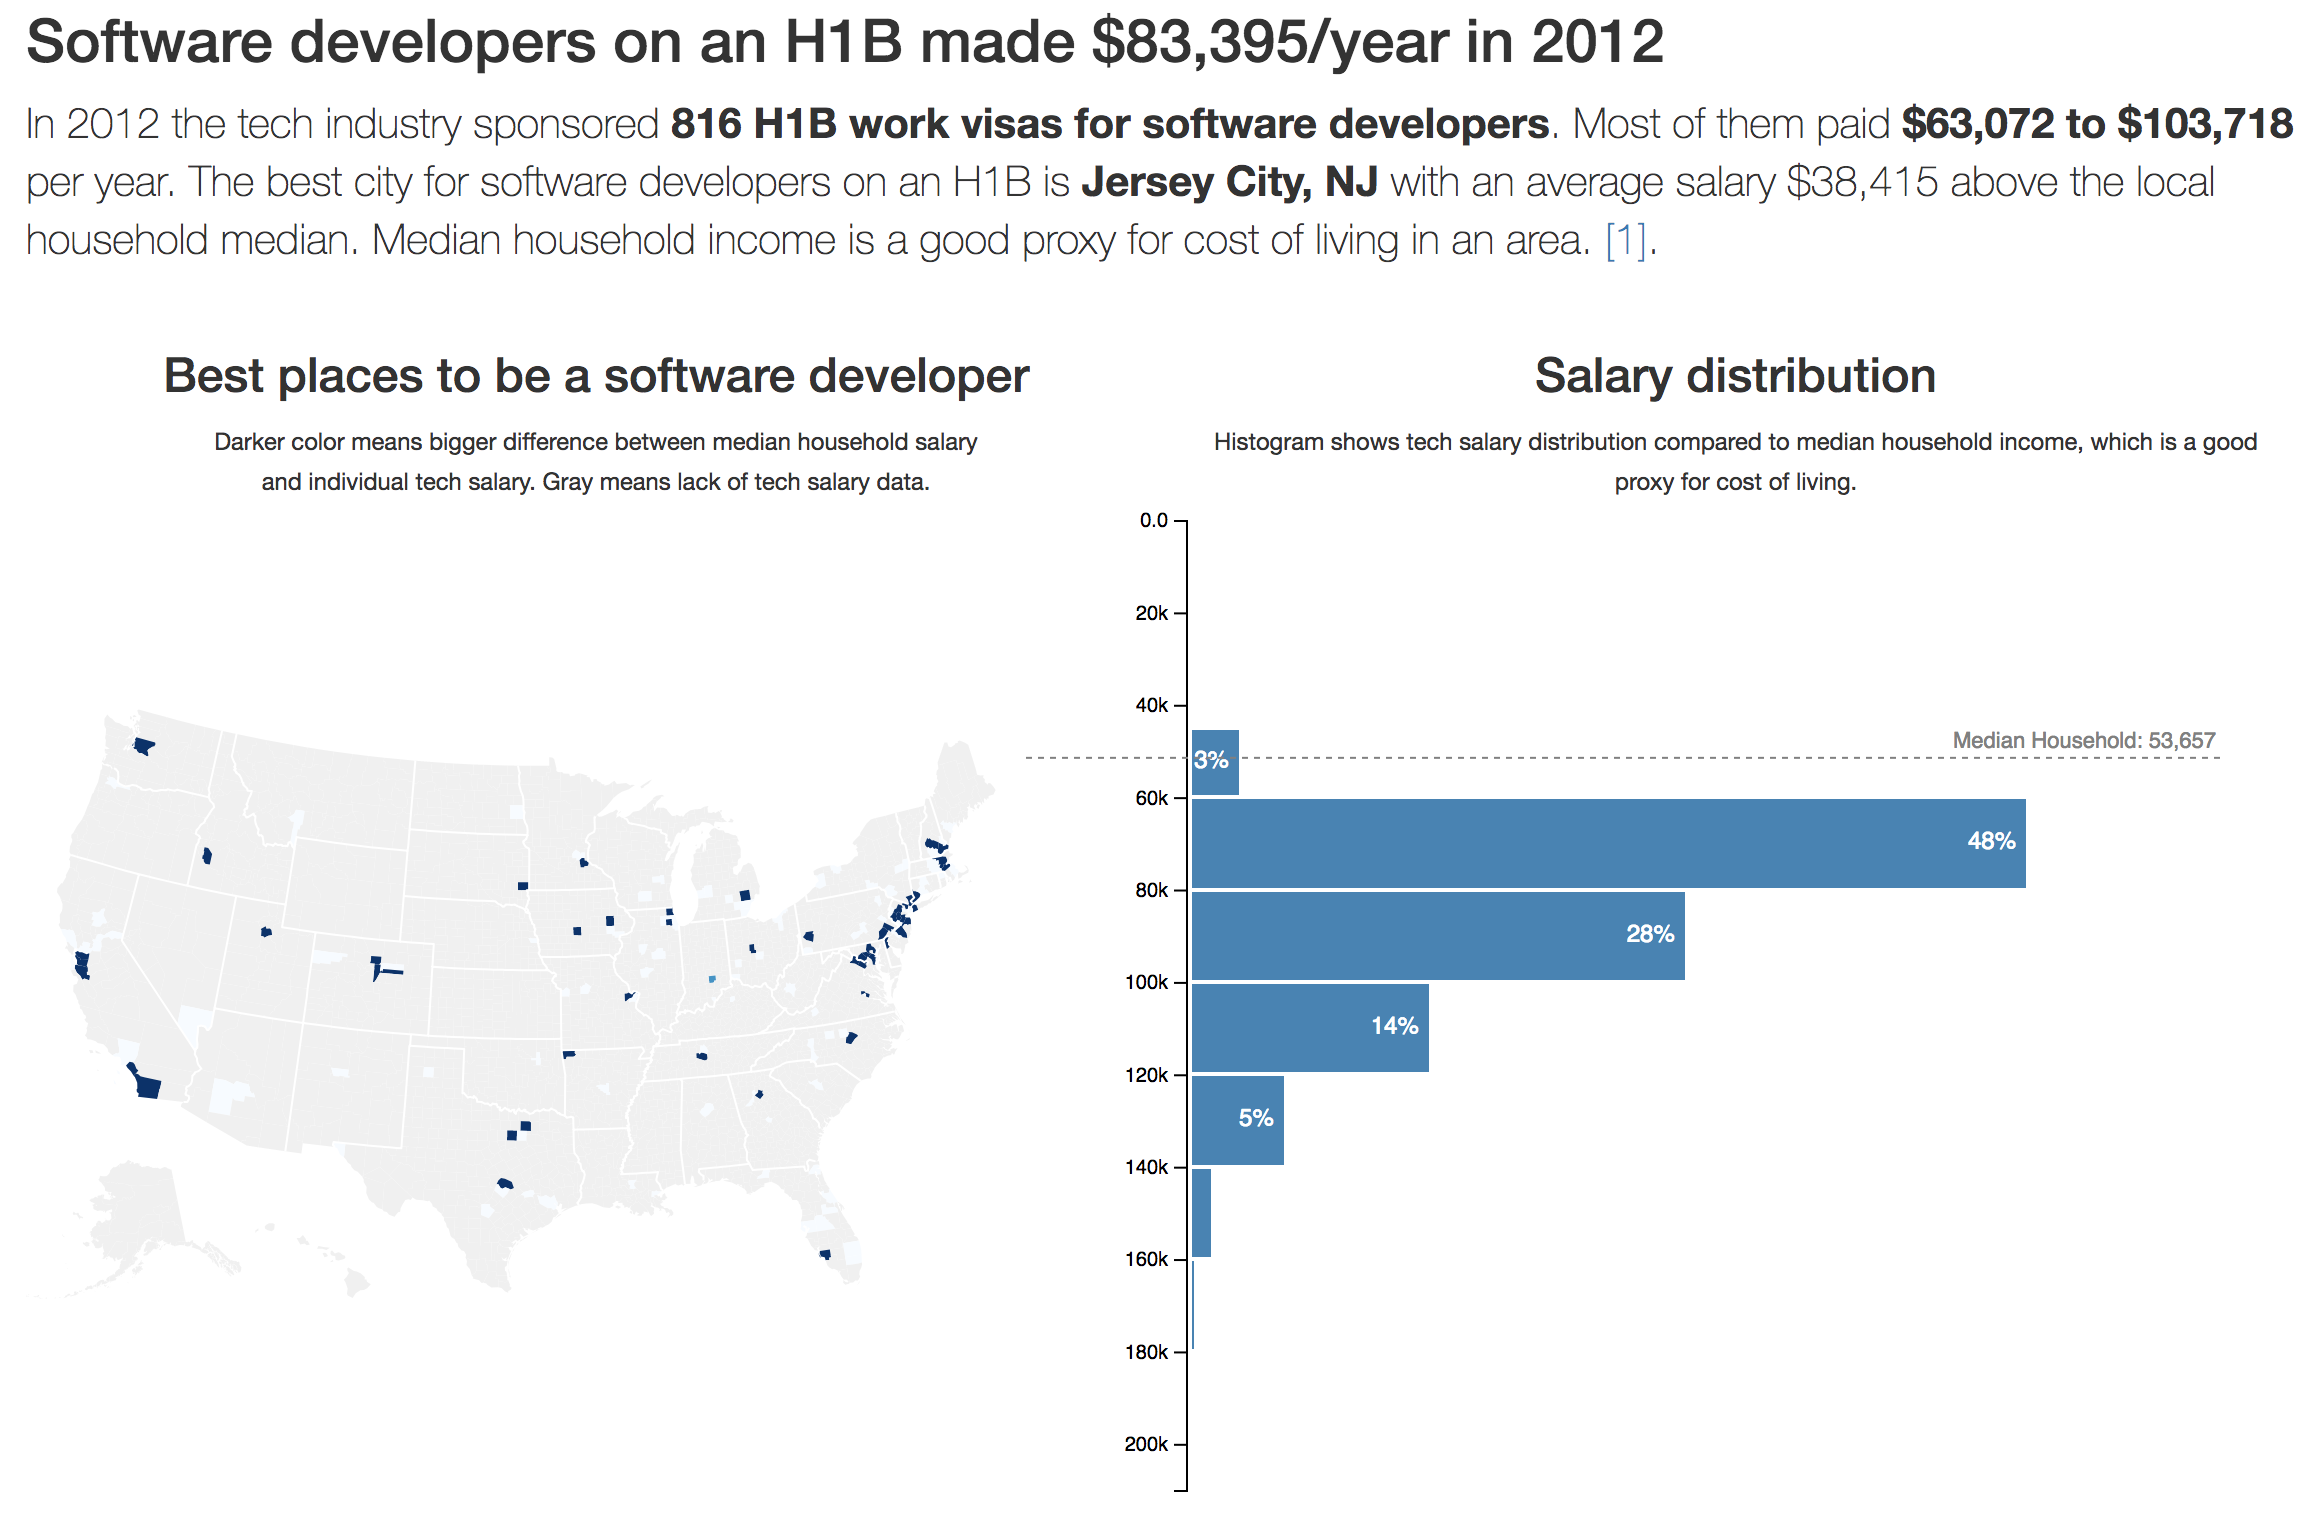 Software developers on an H1B made $83,395/year in 2012
In 2012 the tech industry sponsored 816 H1B work visas for software developers. Most of them paid $63,072 to $103,718
per year. The best city for software developers on an H1B is Jersey City, NJ with an average salary $38,415 above the local
household median. Median household income is a good proxy for cost of living in an area. [1].
Best places to be a software developer
Darker color means bigger difference between median household salary
and individual tech salary. Gray means lack of tech salary data.
Salary distribution
Histogram shows tech salary distribution compared to median household income, which is a good
proxy for cost of living.
0.0
20k
40k
Median Household: 53,657
3%
60k
48%
80k
28%
100k
14%
120k
5%
140k
160k
180k
200k